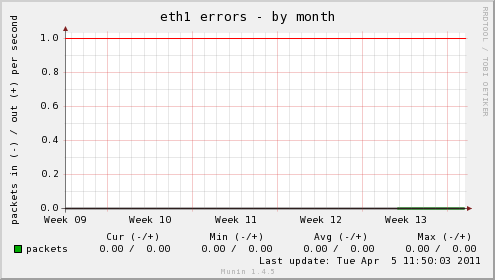 eth1 errors - by month
RRDTOOL / TOBI OETIKER
packets in (-) / out (+) per second
1.0
0.8
0.6
0.4
0.2
0.0
Week 09 Week 10 Week 11 Week 12 Week 13
Cur (-/+) Min (-/+) Avg (-/+) Max (-/+)
packets 0.00 / 0.00 0.00 / 0.00 0.00 / 0.00 0.00 / 0.00
Last update: Tue Apr 5 11:50:03 2011
Munin 1.4.5